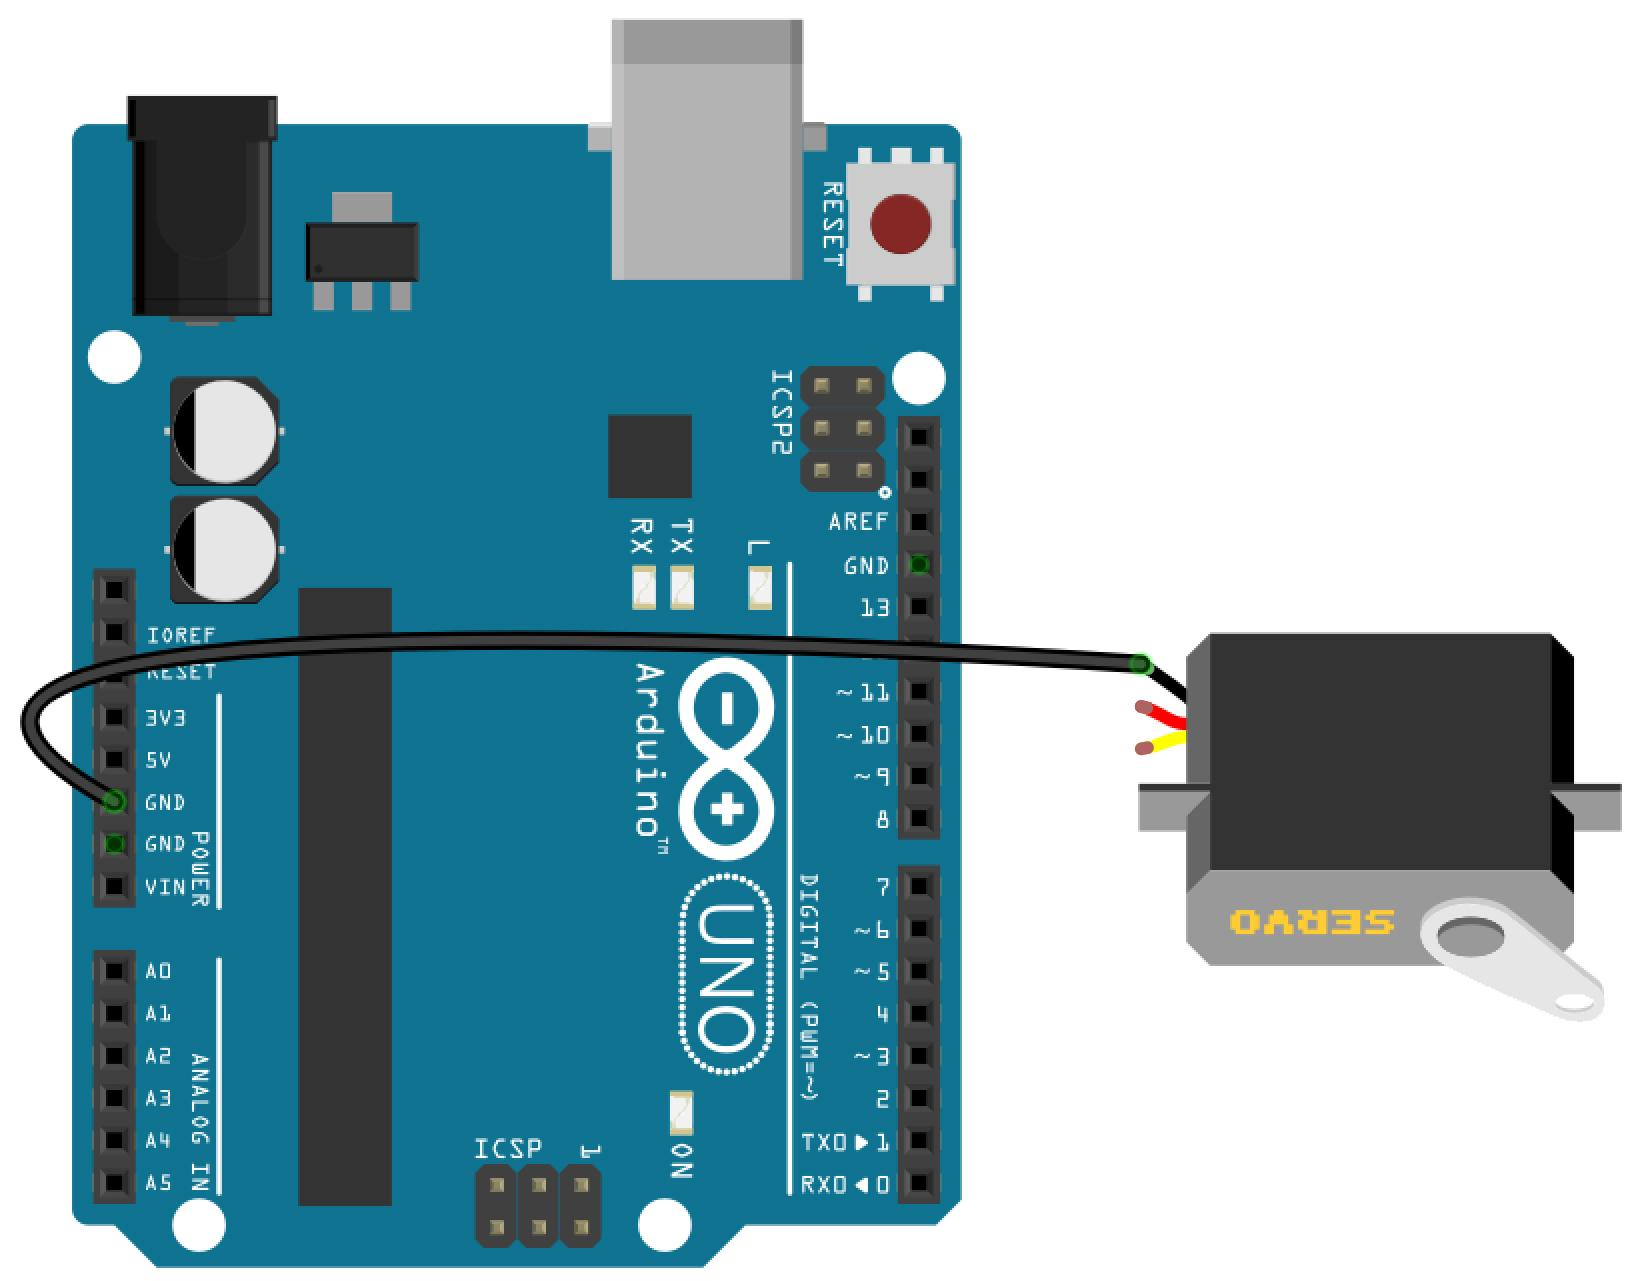 RESET
ICSP2
RX
TX
L
AREF
GND
13
IOREF
RESET
3V3
5V
GND
GND
VIN
POWER
Arduino™
~11
~10
~9
8
UNO
DIGITAL (PWM=~)
7
~6
~5
4
~3
2
TX0▶1
RX0◀0
A0
A1
A2
A3
A4
A5
ANALOG IN
ICSP
1
ON
SERVO